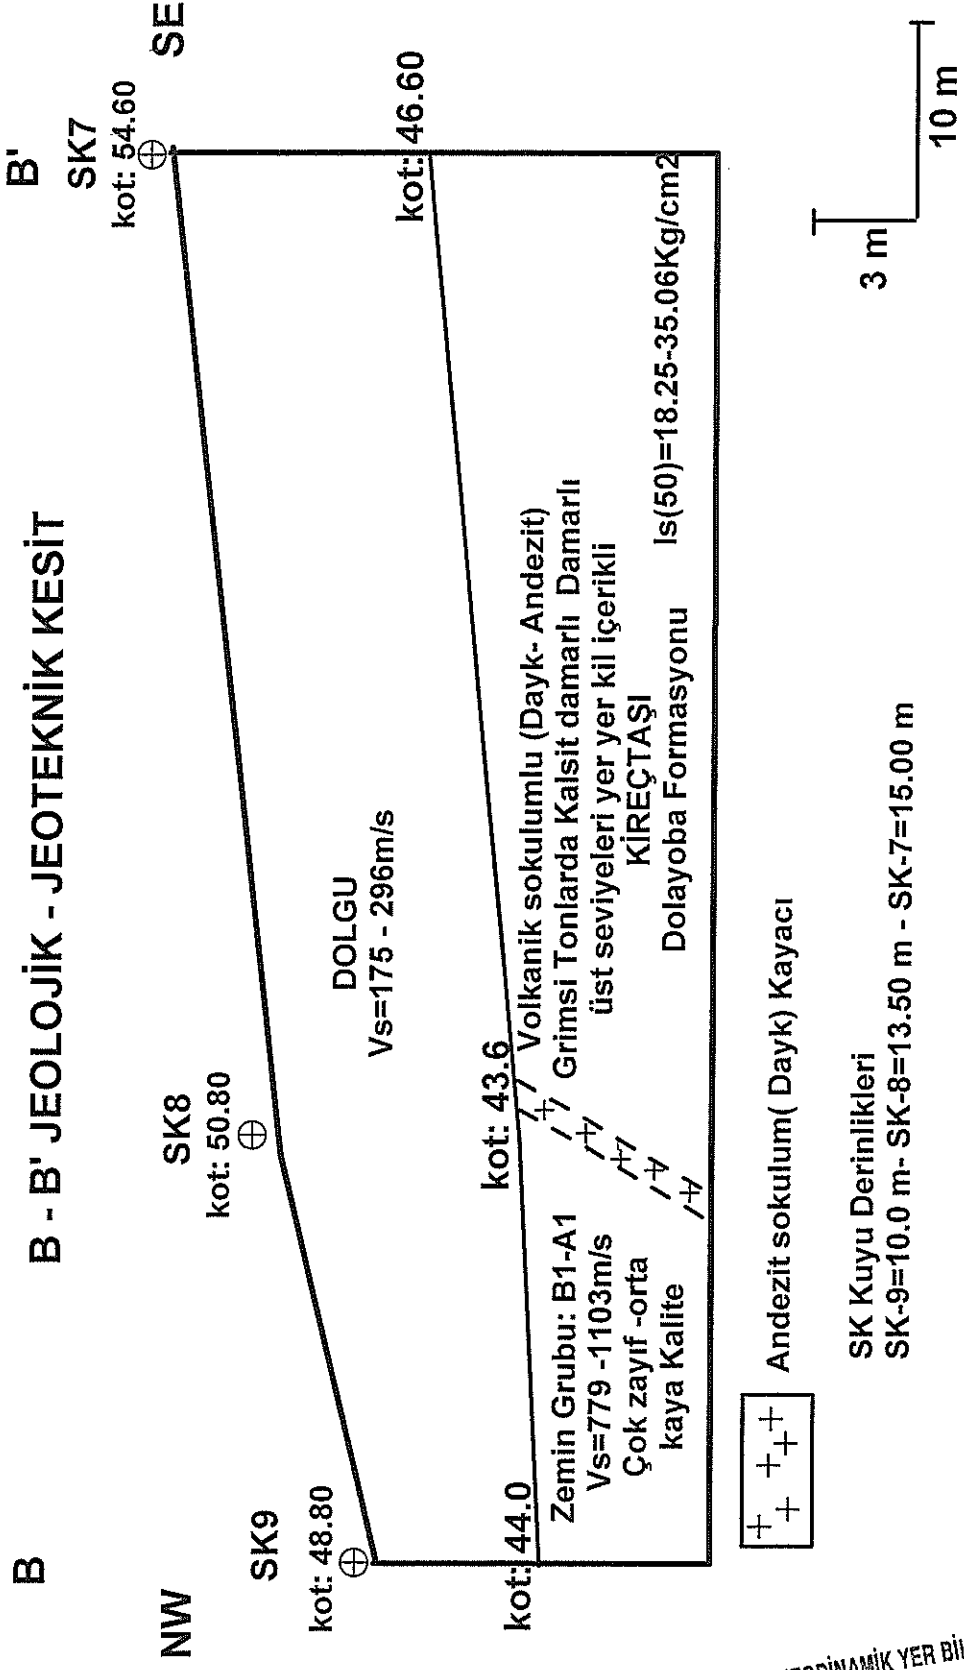 B - B' JEOLOJİK - JEOTEKNİK KESİT
B
B'
NW
SE
SK9
kot: 48.80
SK8
kot: 50.80
SK7
kot: 54.60
DOLGU
Vs=175 - 296m/s
kot: 44.0
kot: 43.6
kot: 46.60
Zemin Grubu: B1-A1
Vs=779 -1103m/s
Çok zayıf -orta
kaya Kalite
Volkanik sokulumlu (Dayk- Andezit)
Grimsi Tonlarda Kalsit damarlı Damarlı
üst seviyeleri yer yer kil içerikli
KİREÇTAŞI
Dolayoba Formasyonu
Is(50)=18.25-35.06Kg/cm2
Andezit sokulum( Dayk) Kayacı
3 m
10 m
SK Kuyu Derinlikleri
SK-9=10.0 m- SK-8=13.50 m - SK-7=15.00 m
YER BİL